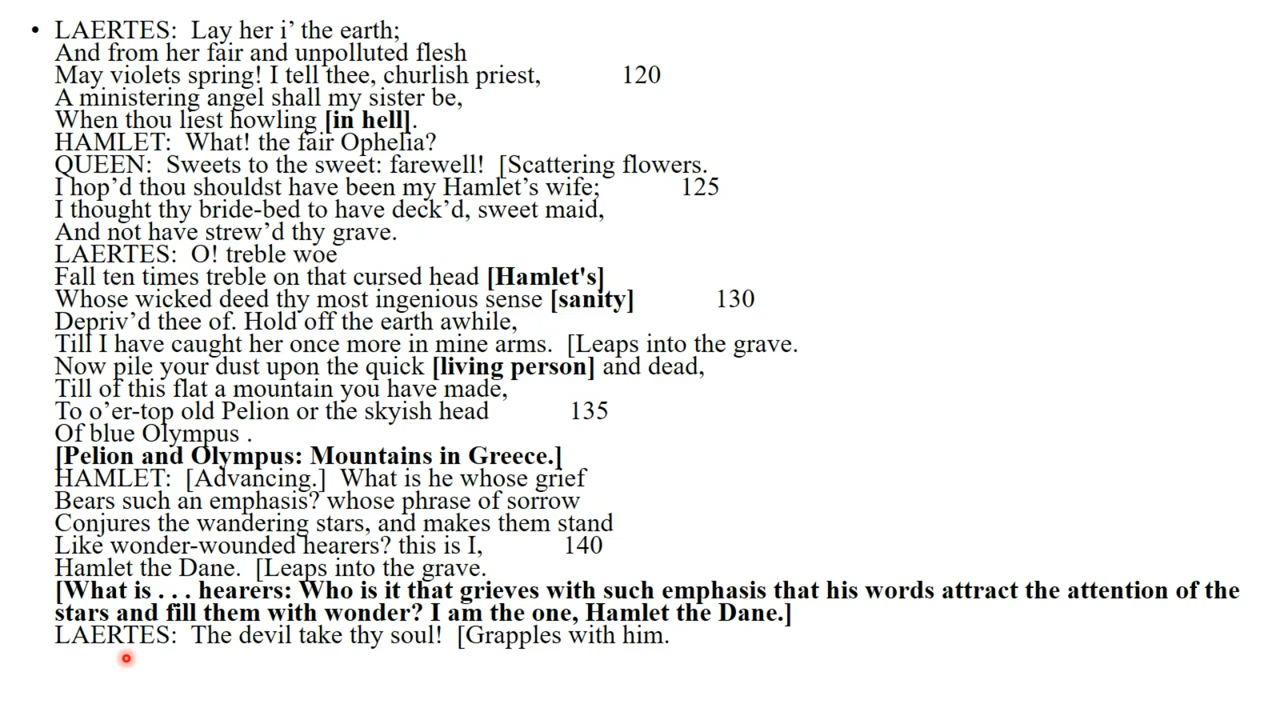 • LAERTES: Lay her i’ the earth;
And from her fair and unpolluted flesh
May violets spring! I tell thee, churlish priest, 120
A ministering angel shall my sister be,
When thou liest howling [in hell].
HAMLET: What! the fair Ophelia?
QUEEN: Sweets to the sweet: farewell! [Scattering flowers.
I hop’d thou shouldst have been my Hamlet’s wife; 125
I thought thy bride-bed to have deck’d, sweet maid,
And not have strew’d thy grave.
LAERTES: O! treble woe
Fall ten times treble on that cursed head [Hamlet's]
Whose wicked deed thy most ingenious sense [sanity] 130
Depriv’d thee of. Hold off the earth awhile,
Till I have caught her once more in mine arms. [Leaps into the grave.
Now pile your dust upon the quick [living person] and dead,
Till of this flat a mountain you have made,
To o’er-top old Pelion or the skyish head 135
Of blue Olympus .
[Pelion and Olympus: Mountains in Greece.]
HAMLET: [Advancing.] What is he whose grief
Bears such an emphasis? whose phrase of sorrow
Conjures the wandering stars, and makes them stand
Like wonder-wounded hearers? this is I, 140
Hamlet the Dane. [Leaps into the grave.
[What is . . . hearers: Who is it that grieves with such emphasis that his words attract the attention of the
stars and fill them with wonder? I am the one, Hamlet the Dane.]
LAERTES: The devil take thy soul! [Grapples with him.